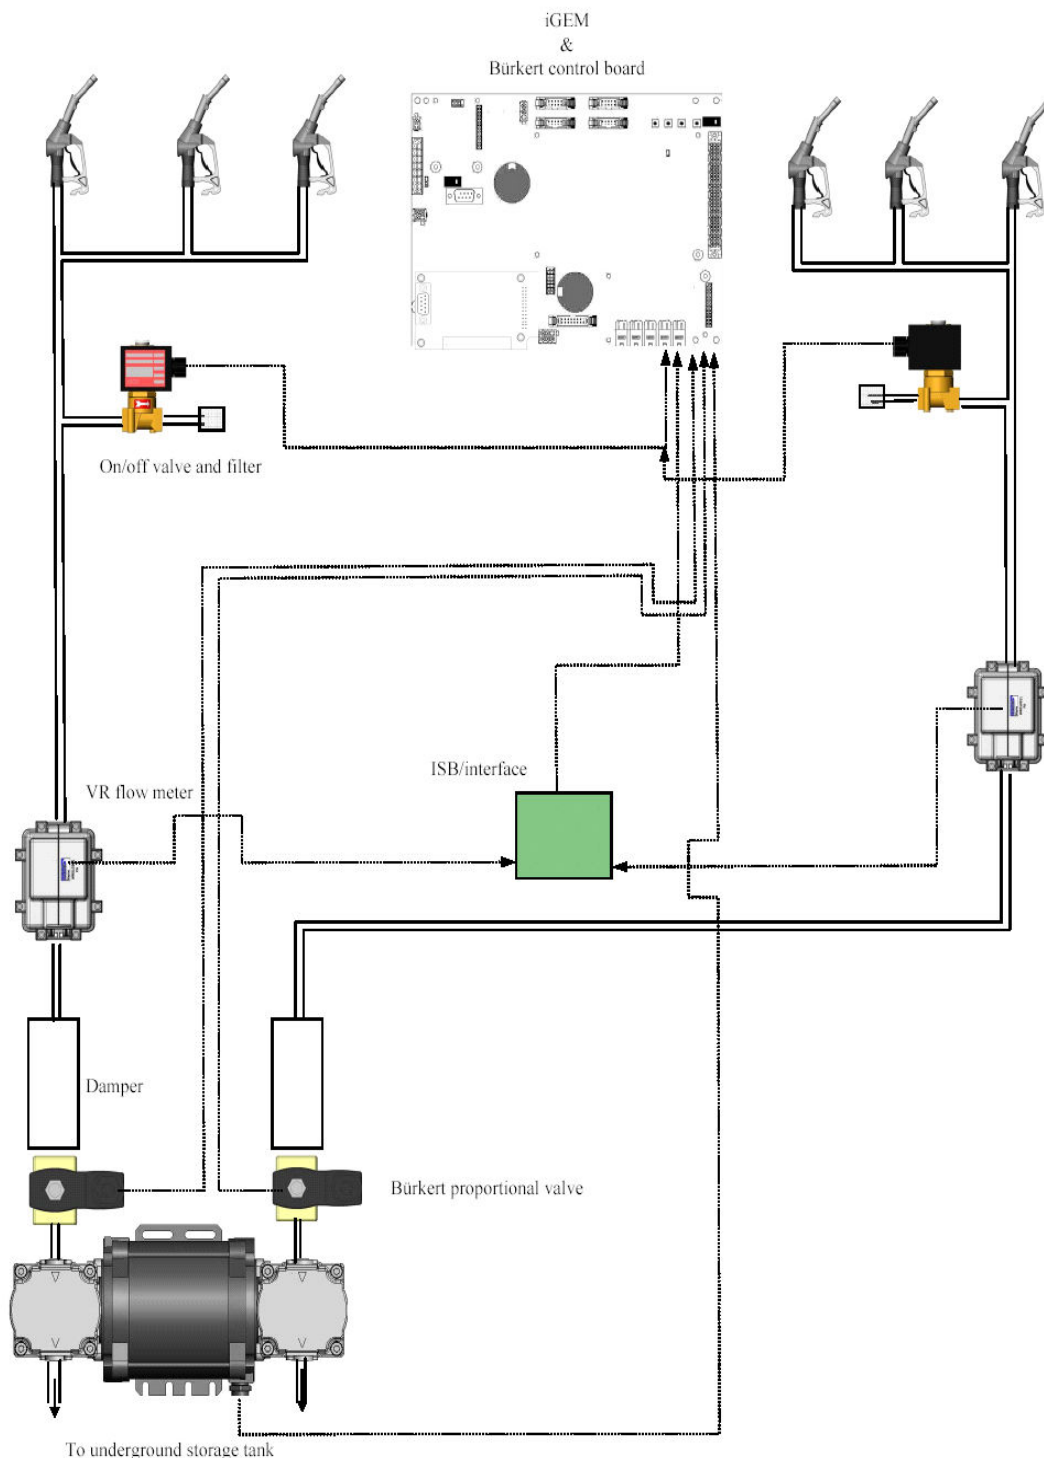 iGEM
&
Bürkert control board
On/off valve and filter
ISB/interface
VR flow meter
Damper
Bürkert proportional valve
To underground storage tank